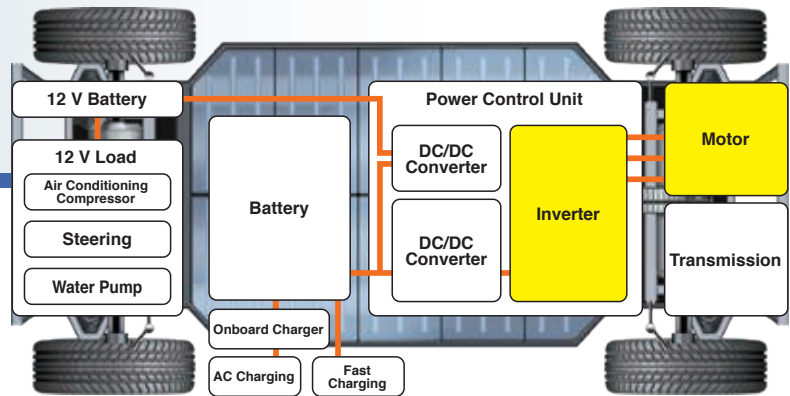 12 V Battery
12 V Load
Air Conditioning
Compressor
Steering
Water Pump
Battery
Onboard Charger
AC Charging
Fast
Charging
Power Control Unit
DC/DC
Converter
DC/DC
Converter
Inverter
Motor
Transmission